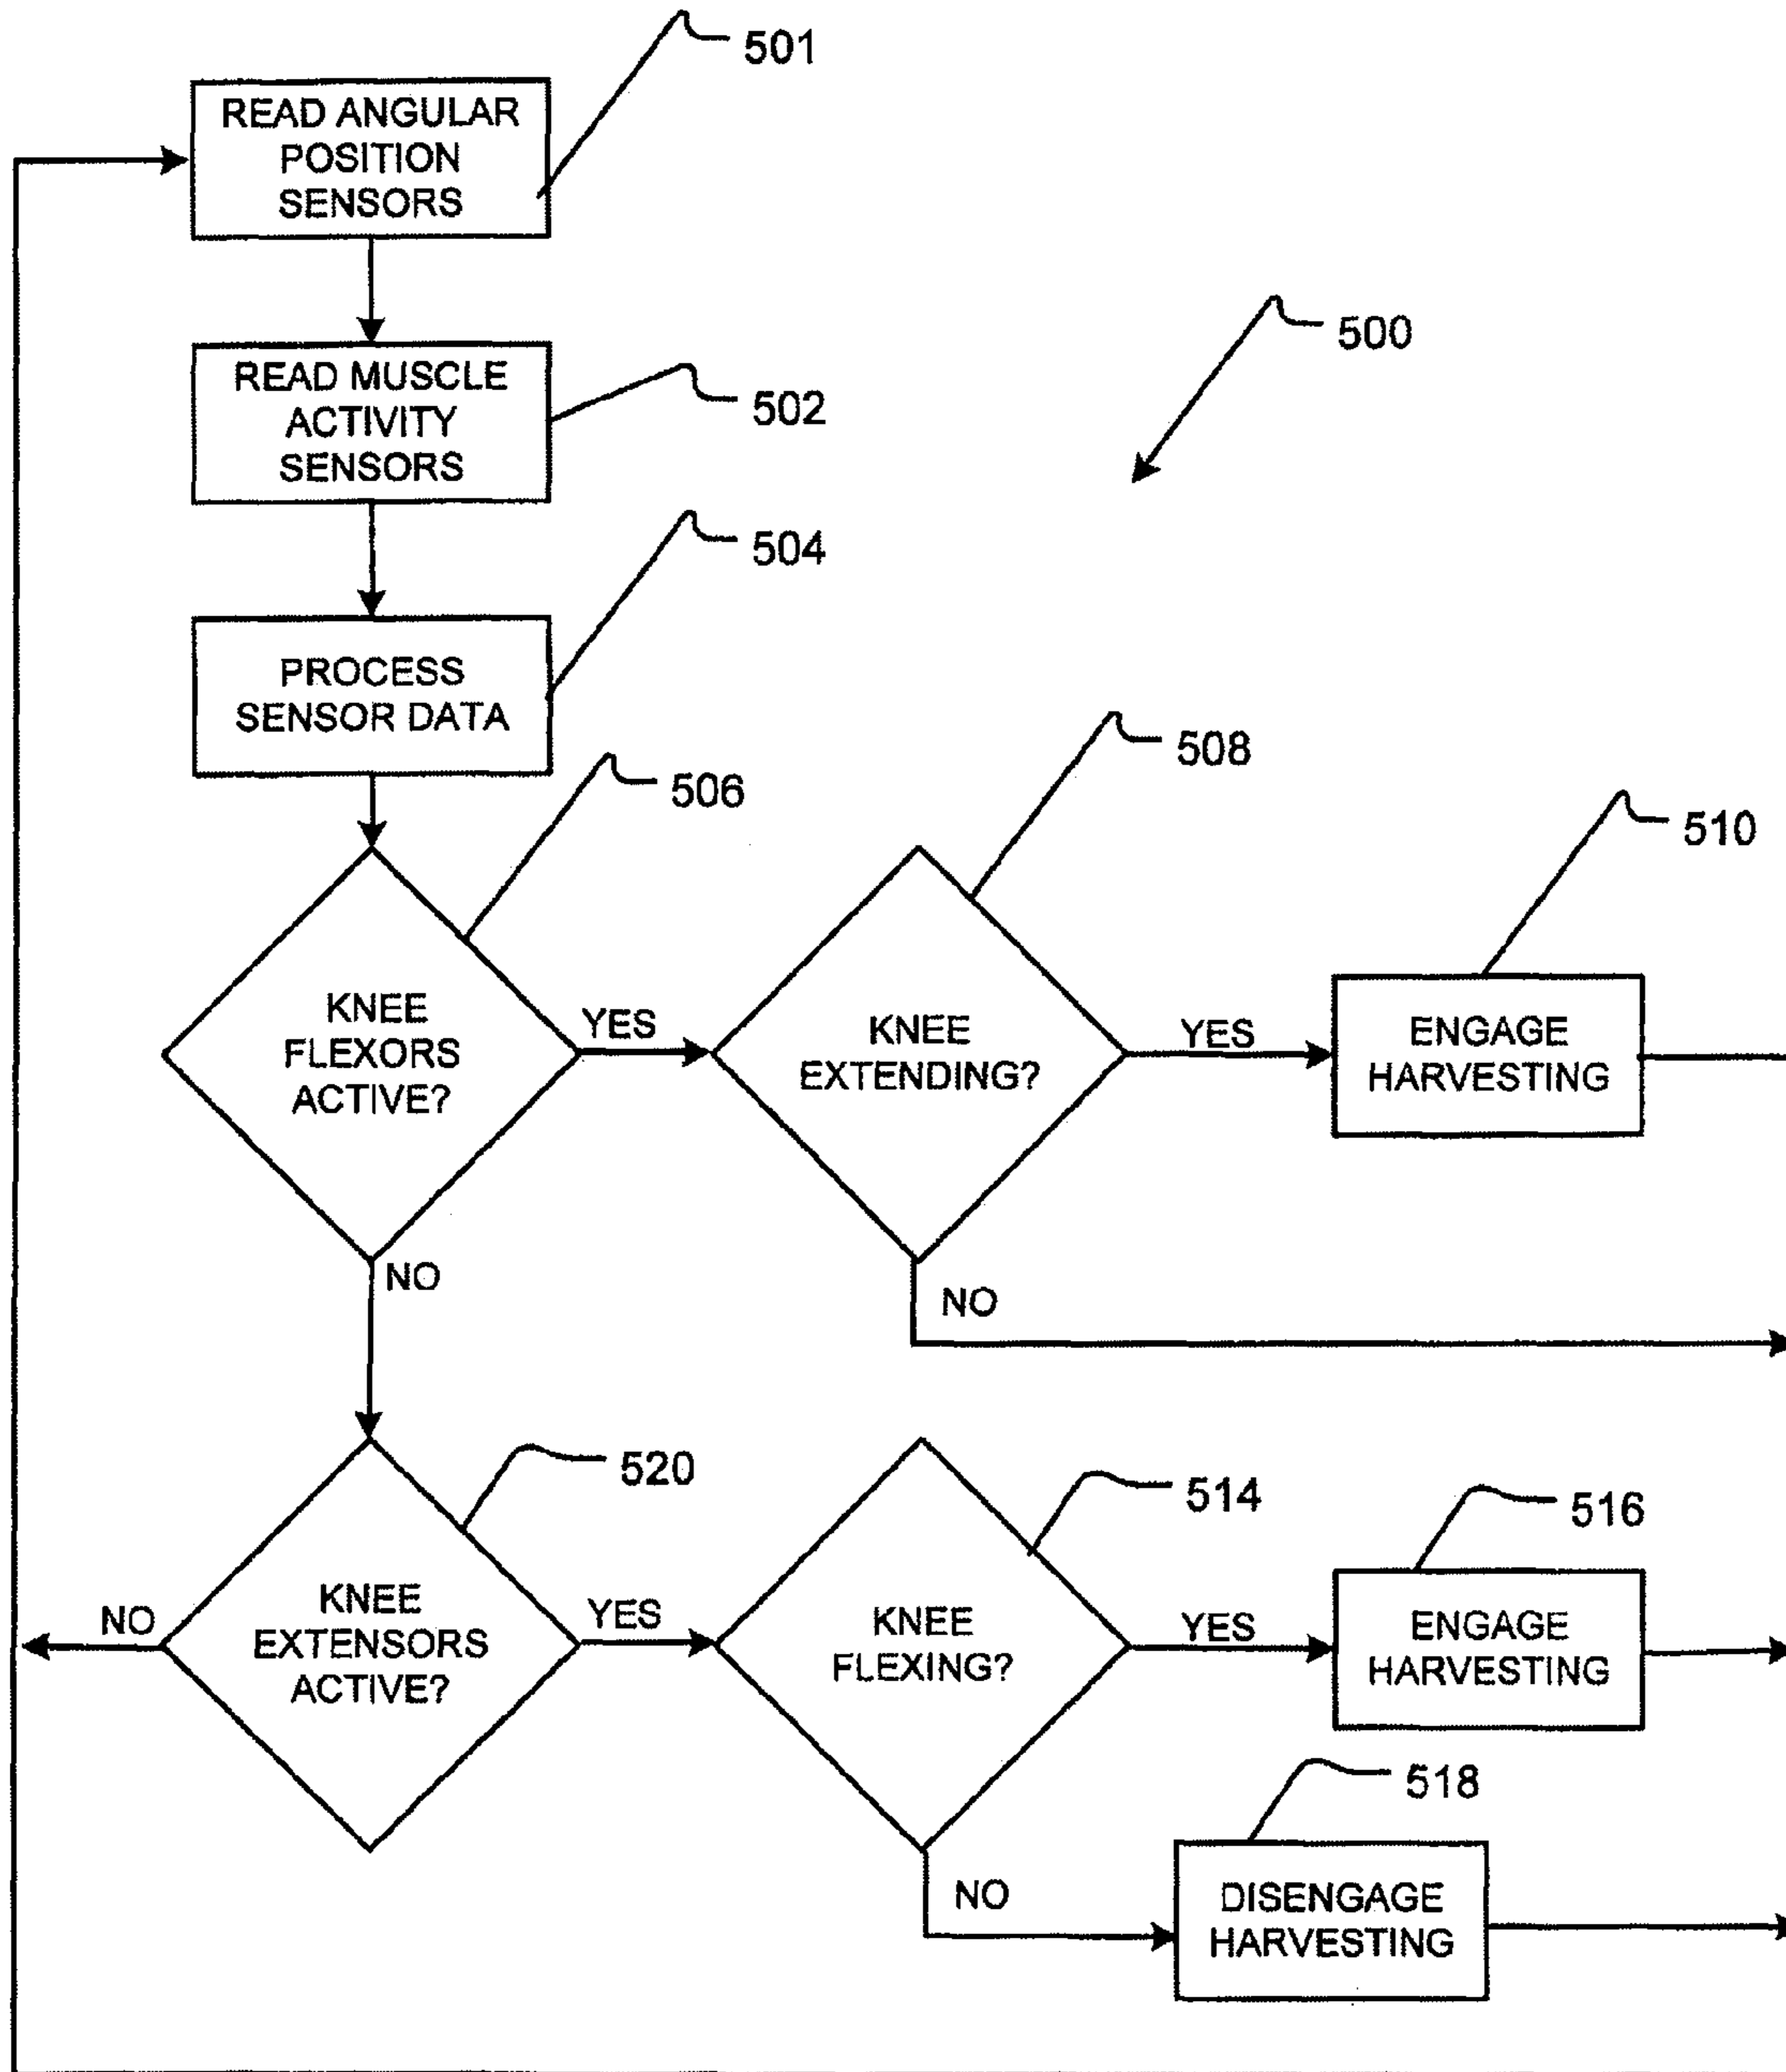 501
READ ANGULAR
POSITION
SENSORS
500
READ MUSCLE
ACTIVITY
SENSORS
502
504
PROCESS
SENSOR DATA
506
508
510
KNEE
FLEXORS
ACTIVE?
YES
KNEE
EXTENDING?
YES
ENGAGE
HARVESTING
NO
NO
520
514
516
NO
KNEE
EXTENSORS
ACTIVE?
YES
KNEE
FLEXING?
YES
ENGAGE
HARVESTING
518
NO
DISENGAGE
HARVESTING